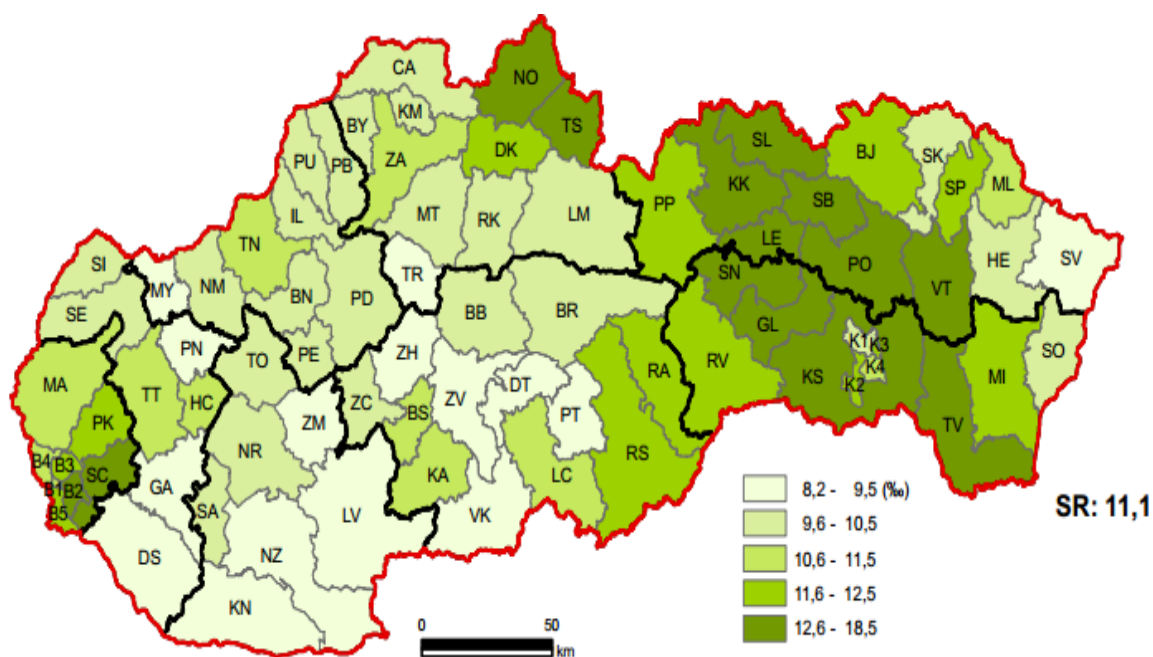 CA
NO
KM
BY
TS
PU
PB
ZA
DK
SL
BJ
SK
SP
ML
KK
SB
PP
IL
MT
RK
LM
TN
LE
PO
HE
SV
SI
MY
NM
BN
PD
TR
SN
VT
SE
BB
BR
GL
PN
TO
PE
ZH
K1
K3
SO
MA
TT
HC
ZC
BS
ZV
DT
RA
RV
KS
K4
K2
MI
PK
ZM
PT
TV
NR
KA
LC
RS
B4
B3
SC
B1
B2
B5
GA
SA
LV
VK
DS
NZ
KN
8,2 - 9,5 (‰)
9,6 - 10,5
10,6 - 11,5
11,6 - 12,5
12,6 - 18,5
SR: 11,1
0
50
km